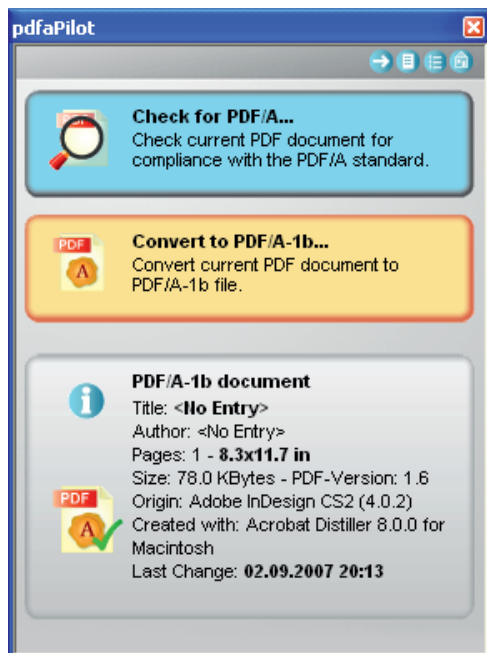 pdfaPilot
Check for PDF/A...
Check current PDF document for
compliance with the PDF/A standard.
PDF
Convert to PDF/A-1b...
Convert current PDF document to
PDF/A-1b file.
A
PDF/A-1b document
Title: <No Entry>
Author: <No Entry>
Pages: 1 - 8.3x11.7 in
Size: 78.0 KBytes - PDF-Version: 1.6
PDF
Origin: Adobe InDesign CS2 (4.0.2)
A
Created with: Acrobat Distiller 8.0.0 for
Macintosh
Last Change: 02.09.2007 20:13